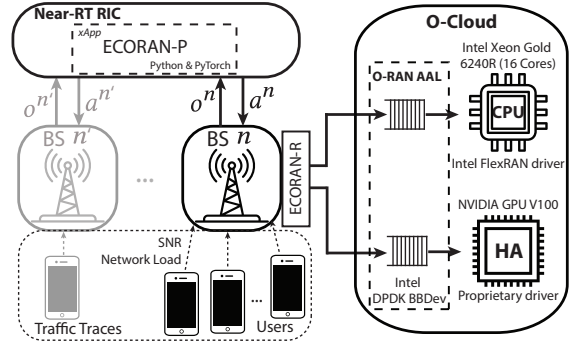 Near-RT RIC
xApp
ECORAN-P
Python & PyTorch
o^n′
a^n′
o^n
a^n
BS n′
...
BS n
ECORAN-R
SNR
Network Load
Traffic Traces
...
Users
O-Cloud
O-RAN AAL
Intel Xeon Gold
6240R (16 Cores)
CPU
Intel FlexRAN driver
NVIDIA GPU V100
HA
Proprietary driver
Intel
DPDK BBDev